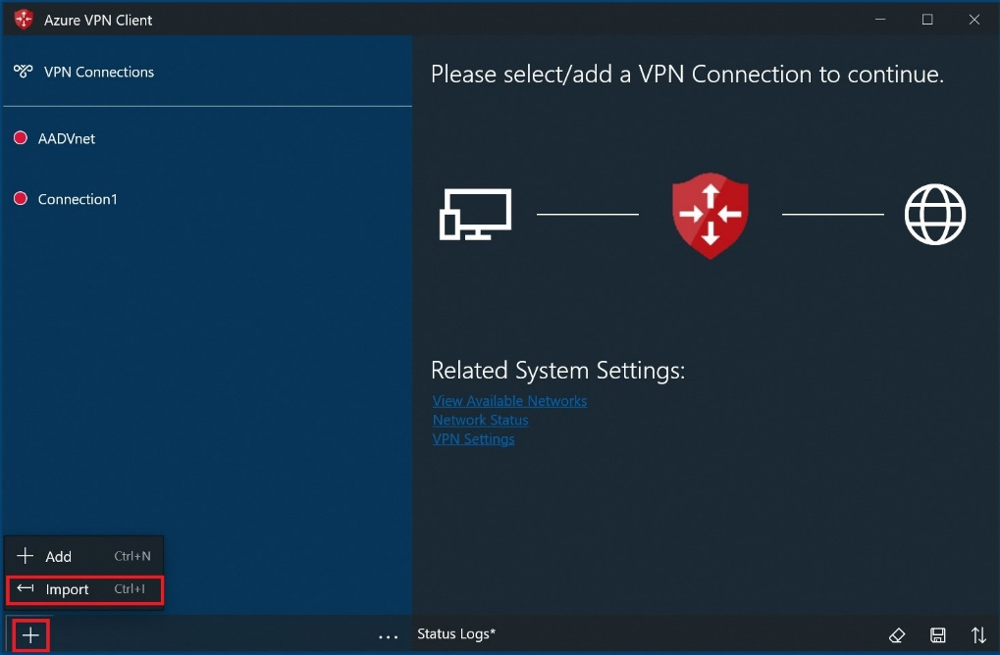 Azure VPN Client
VPN Connections
Please select/add a VPN Connection to continue.
AADVnet
Connection1
Related System Settings:
View Available Networks
Network Status
VPN Settings
Add Ctrl+N
Import Ctrl+I
Status Logs*